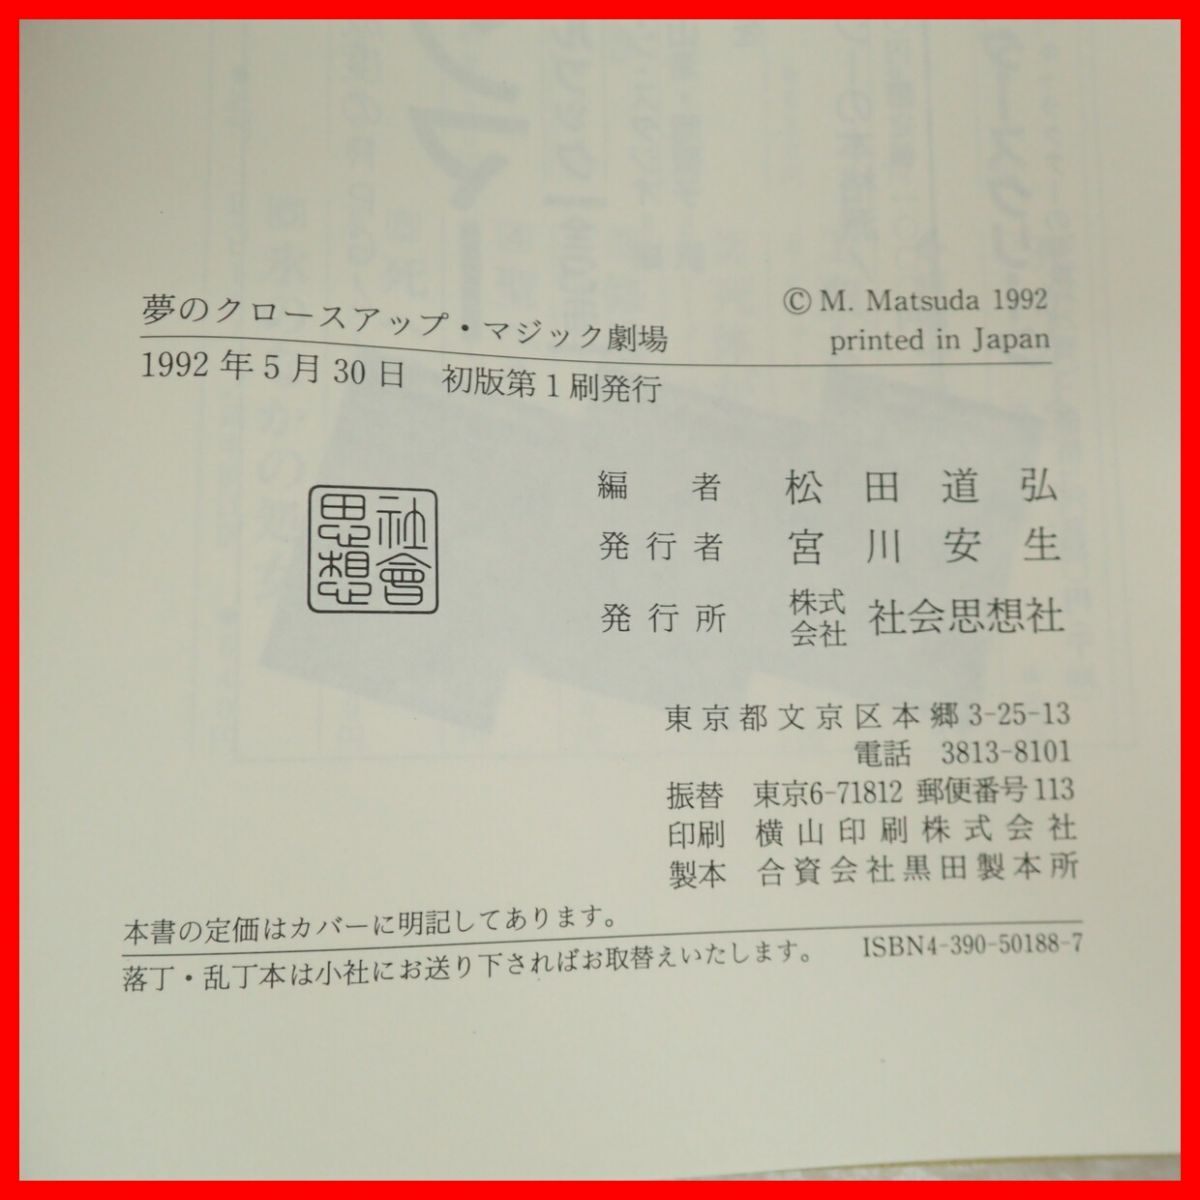 夢のクロースアップ・マジック劇場
© M. Matsuda 1992
printed in Japan
1992年5月30日　初版第1刷発行
社會思想
編者　松田道弘
発行者　宮川安生
発行所　株式会社　社会思想社
東京都文京区本郷3-25-13
電話　3813-8101
振替　東京6-71812 郵便番号113
印刷　横山印刷株式会社
製本　合資会社黒田製本所
本書の定価はカバーに明記してあります。
落丁・乱丁本は小社にお送り下さればお取替えいたします。　ISBN4-390-50188-7